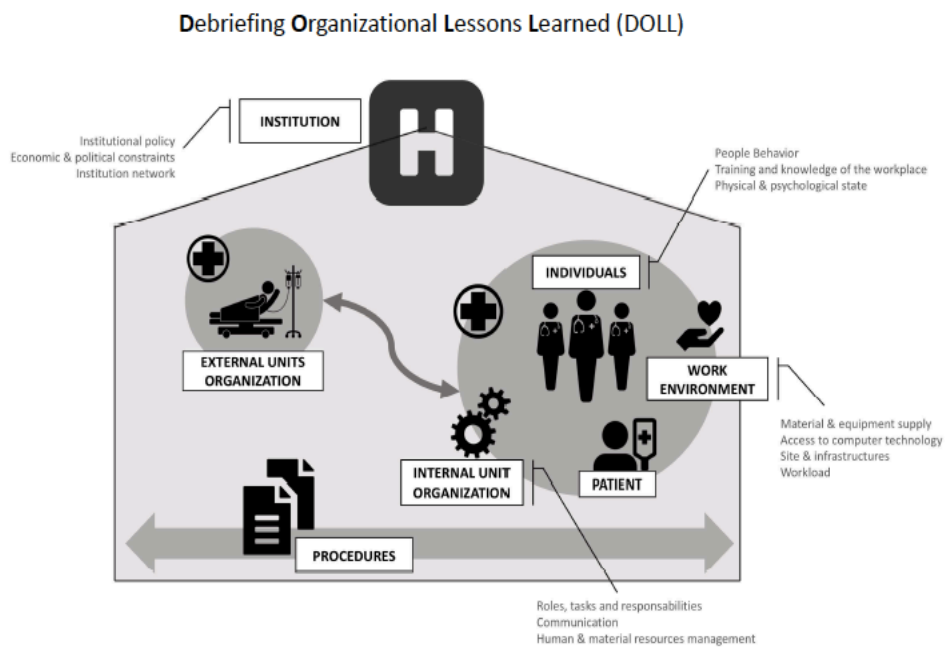 Debriefing Organizational Lessons Learned (DOLL)
INSTITUTION
H
Institutional policy
Economic & political constraints
Institution network
People Behavior
Training and knowledge of the workplace
Physical & psychological state
INDIVIDUALS
EXTERNAL UNITS
ORGANIZATION
WORK
ENVIRONMENT
Material & equipment supply
Access to computer technology
Site & infrastructures
Workload
INTERNAL UNIT
ORGANIZATION
PATIENT
PROCEDURES
Roles, tasks and responsabilities
Communication
Human & material resources management